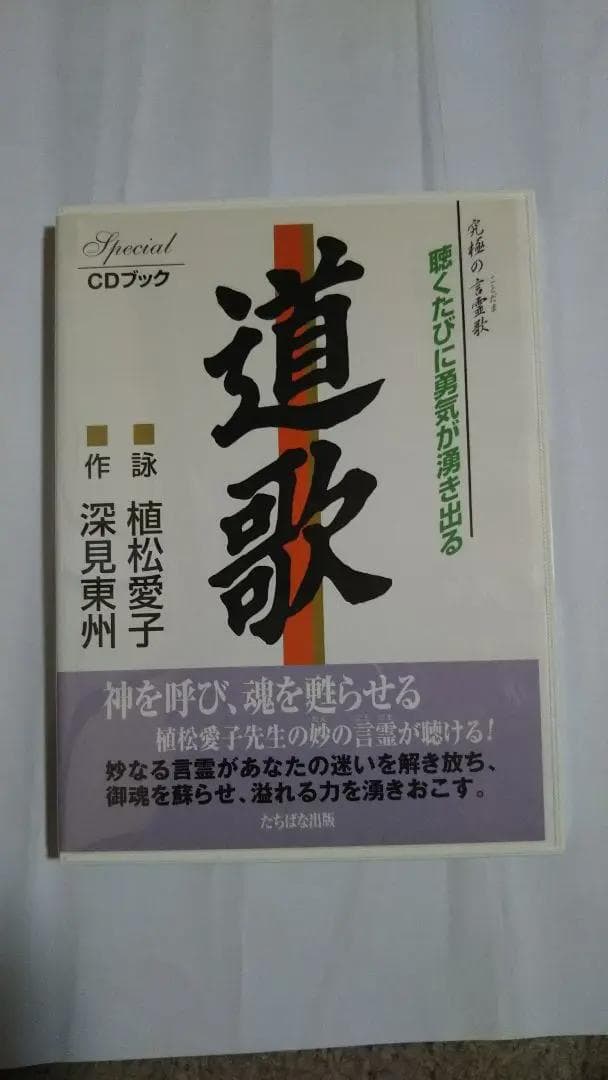 Special
CDブック
究極の言霊歌
ことだま
聴くたびに勇気が湧き出る
道歌
詠 植松愛子
作 深見東州
神を呼び、魂を甦らせる
植松愛子先生の妙の言霊が聴ける!
妙なる言霊があなたの迷いを解き放ち、
御魂を蘇らせ、溢れる力を湧きおこす。
たちばな出版